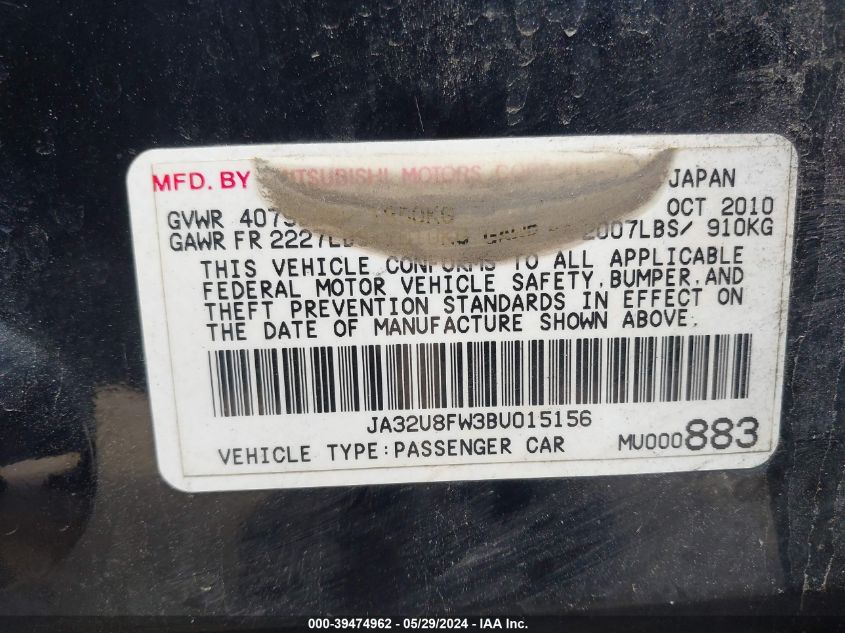 MFD. BY MITSUBISHI MOTORS JAPAN
GVWR OCT 2010
GAWR FR 2007LBS/ 910KG
THIS VEHICLE CONFORMS TO ALL APPLICABLE
FEDERAL MOTOR VEHICLE SAFETY, BUMPER, AND
THEFT PREVENTION STANDARDS IN EFFECT ON
THE DATE OF MANUFACTURE SHOWN ABOVE.
JA32U8FW3BU015156
VEHICLE TYPE:PASSENGER CAR MU000883
000-39474962 - 05/29/2024 - IAA Inc.